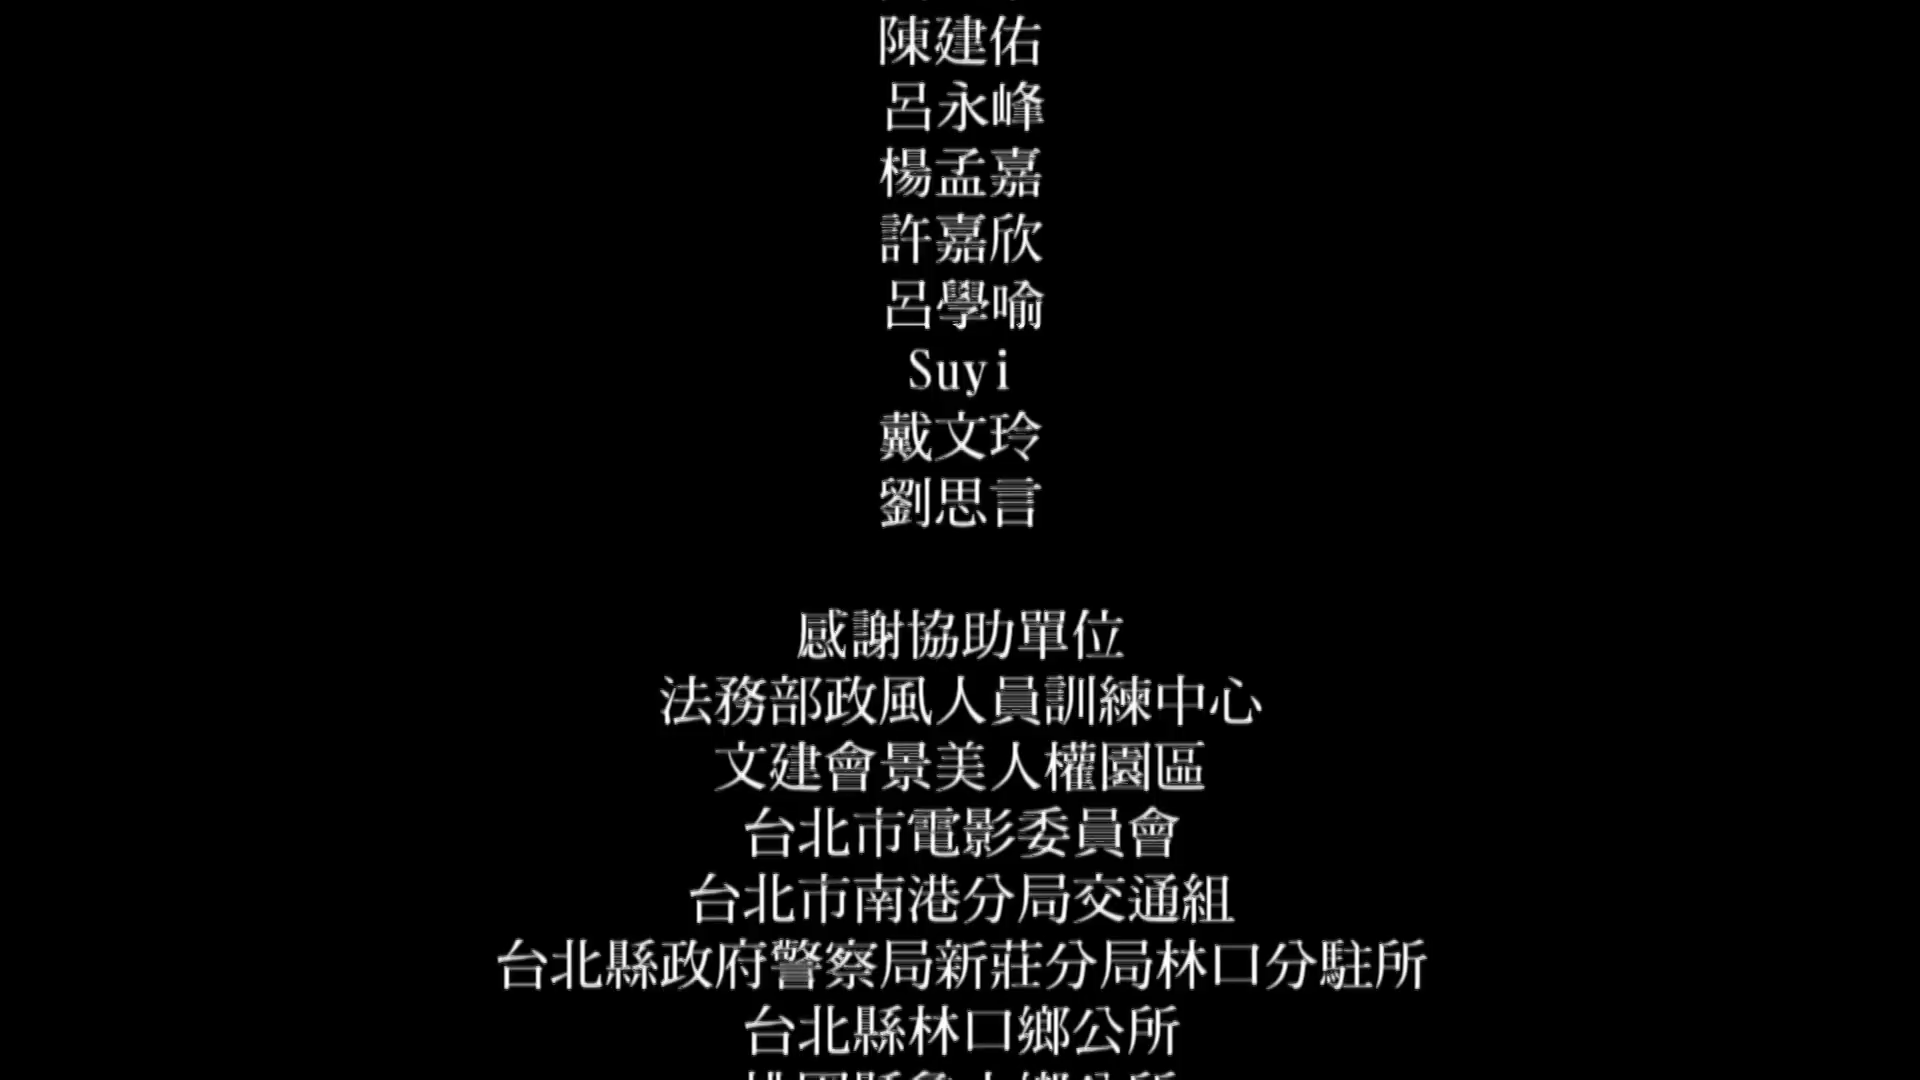 陳建佑
呂永峰
楊孟嘉
許嘉欣
呂學喻
Suyi
戴文玲
劉思言
感謝協助單位
法務部政風人員訓練中心
文建會景美人權園區
台北市電影委員會
台北市南港分局交通組
台北縣政府警察局新莊分局林口分駐所
台北縣林口鄉公所